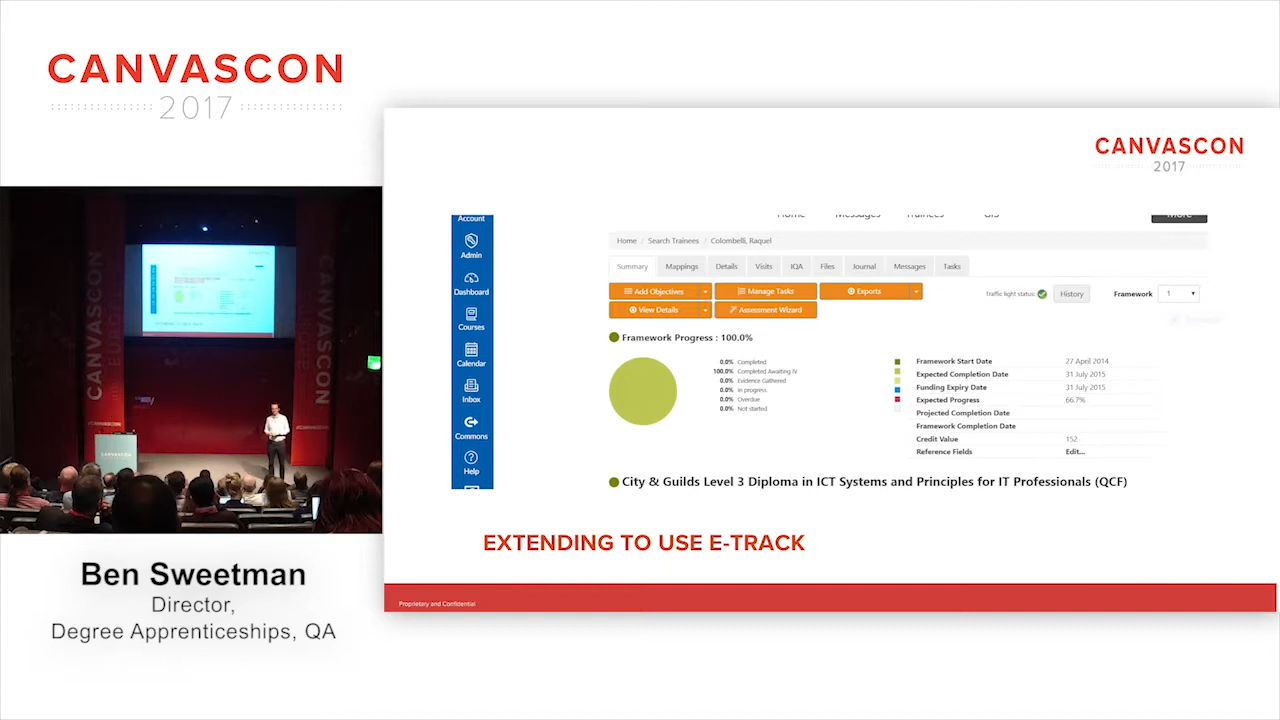 CANVASCON
2017
CANVASCON
2017
Account
Admin
Dashboard
Courses
Calendar
Inbox
Commons
Help
Home Messages Trainees More
Home / Search Trainees / Colombelli, Raquel
Summary Mappings Details Visits IQA Files Journal Messages Tasks
Add Objectives Manage Tasks Exports
View Details Assessment Wizard
Traffic light status: History Framework 1
Framework Progress : 100.0%
0.0% Completed
100.0% Completed Awaiting IV
0.0% Evidence Gathered
0.0% In progress
0.0% Overdue
0.0% Not started
Framework Start Date 27 April 2014
Expected Completion Date 31 July 2015
Funding Expiry Date 31 July 2015
Expected Progress 66.7%
Projected Completion Date
Framework Completion Date
Credit Value 152
Reference Fields Edit...
City & Guilds Level 3 Diploma in ICT Systems and Principles for IT Professionals (QCF)
EXTENDING TO USE E-TRACK
Proprietary and Confidential
CANVASCON
CANVASCON
CANVASCON
Ben Sweetman
Director,
Degree Apprenticeships, QA